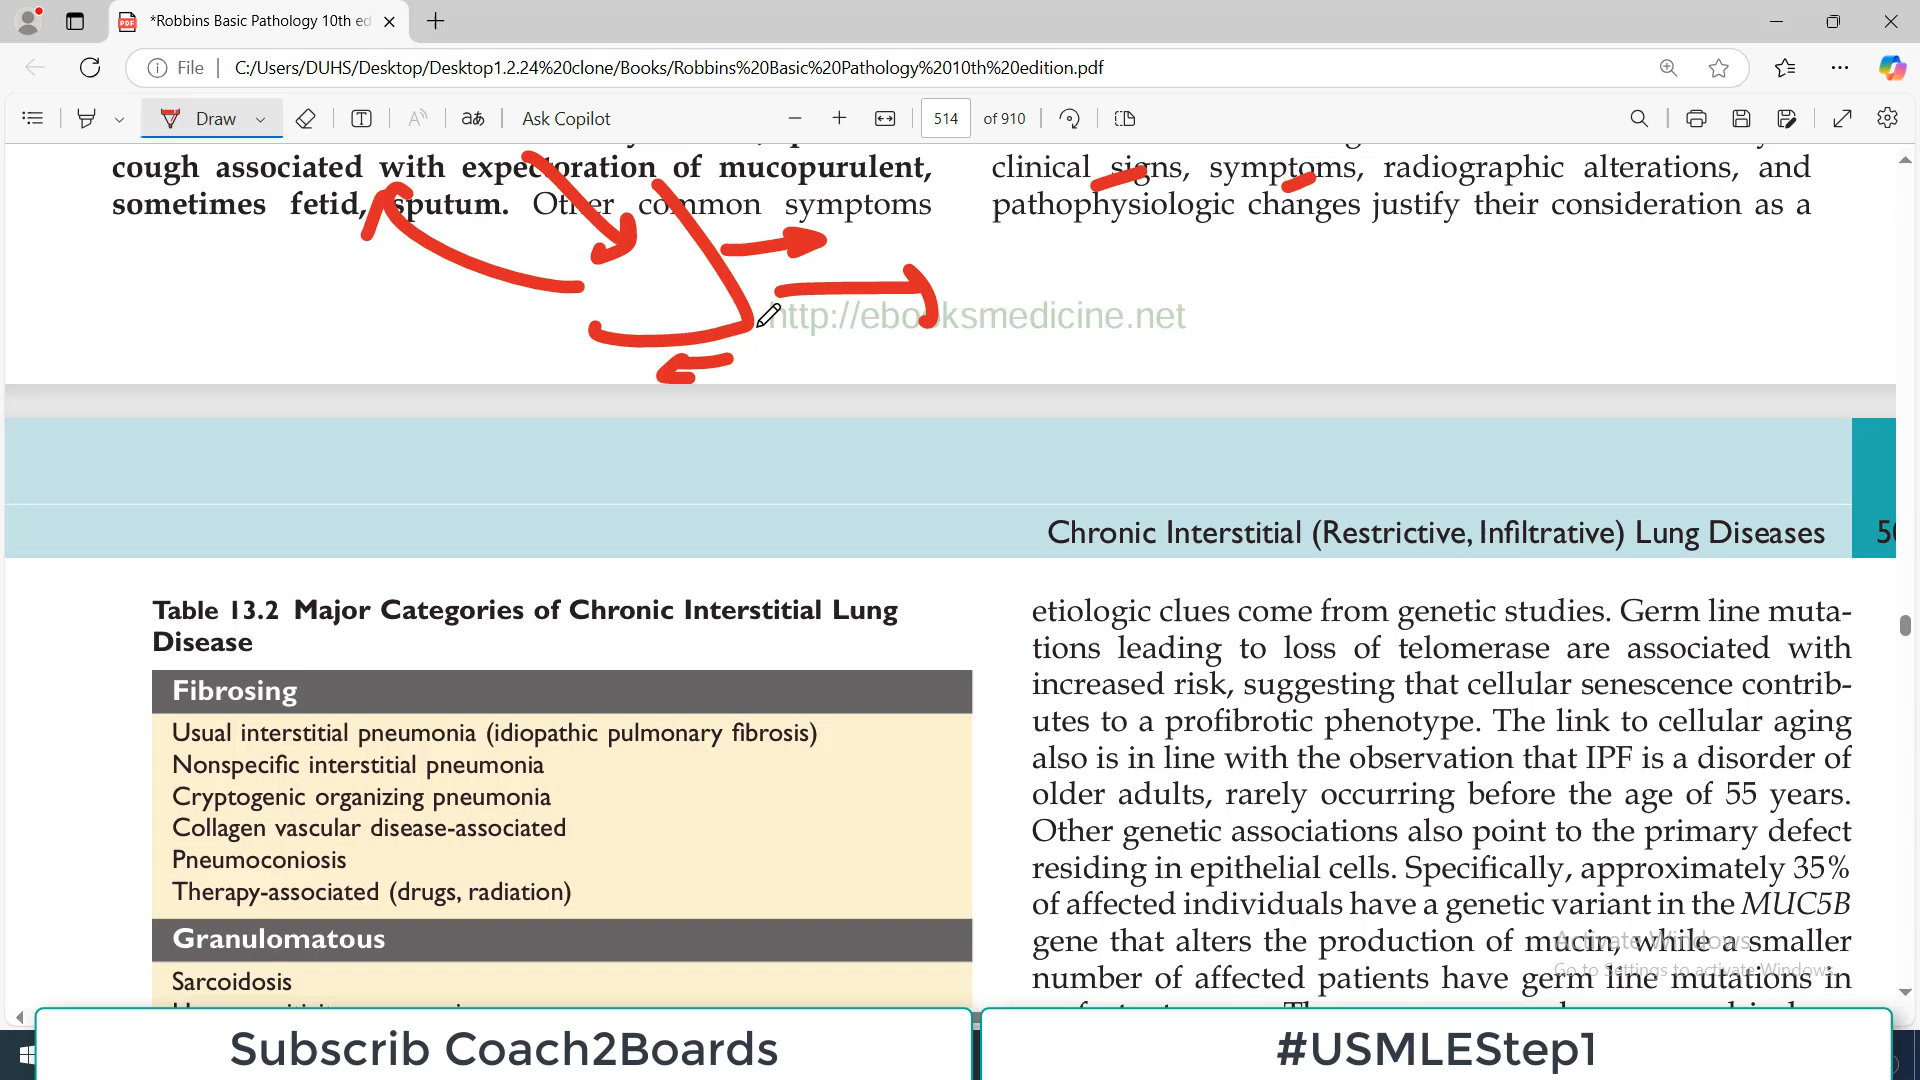 *Robbins Basic Pathology 10th ed
File
C:/Users/DUHS/Desktop/Desktop1.2.24%20clone/Books/Robbins%20Basic%20Pathology%2010th%20edition.pdf
Draw
Ask Copilot
514 of 910
cough associated with expectoration of mucopurulent,
sometimes fetid, sputum. Other common symptoms
clinical signs, symptoms, radiographic alterations, and
pathophysiologic changes justify their consideration as a
http://ebooksmedicine.net
Chronic Interstitial (Restrictive, Infiltrative) Lung Diseases
Table 13.2 Major Categories of Chronic Interstitial Lung
Disease
Fibrosing
Usual interstitial pneumonia (idiopathic pulmonary fibrosis)
Nonspecific interstitial pneumonia
Cryptogenic organizing pneumonia
Collagen vascular disease-associated
Pneumoconiosis
Therapy-associated (drugs, radiation)
Granulomatous
Sarcoidosis
etiologic clues come from genetic studies. Germ line muta-
tions leading to loss of telomerase are associated with
increased risk, suggesting that cellular senescence contrib-
utes to a profibrotic phenotype. The link to cellular aging
also is in line with the observation that IPF is a disorder of
older adults, rarely occurring before the age of 55 years.
Other genetic associations also point to the primary defect
residing in epithelial cells. Specifically, approximately 35%
of affected individuals have a genetic variant in the MUC5B
gene that alters the production of mucin, while a smaller
number of affected patients have germ line mutations in
Activate Windows
Go to Settings to activate Windows.
Subscrib Coach2Boards
#USMLEStep1